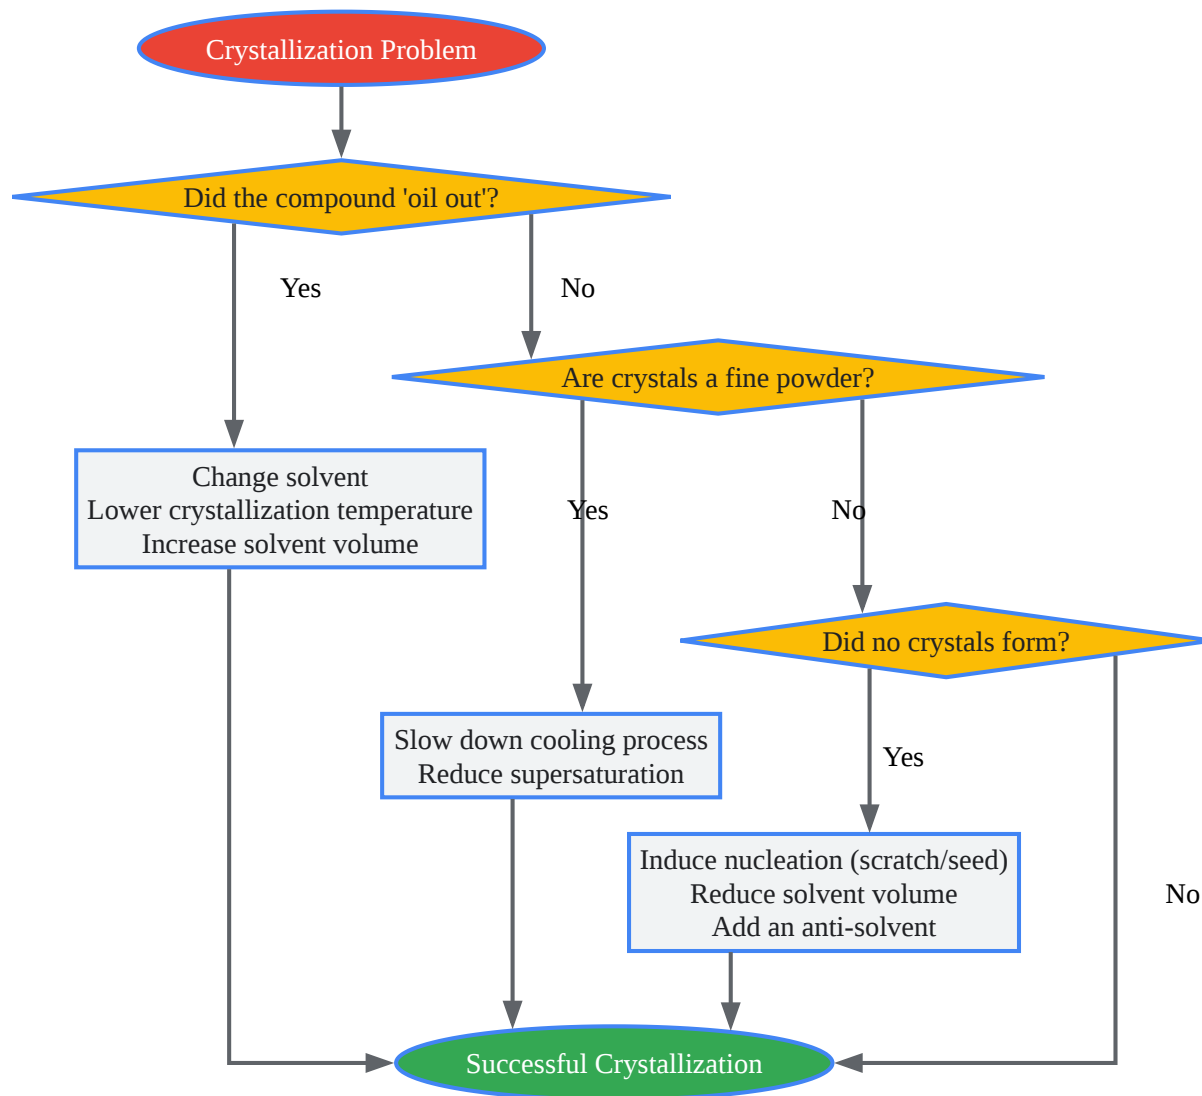 Crystallization Problem
Did the compound 'oil out'?
Yes
No
Are crystals a fine powder?
Change solvent
Lower crystallization temperature
Increase solvent volume
Yes
No
Did no crystals form?
Slow down cooling process
Reduce supersaturation
Yes
Induce nucleation (scratch/seed)
Reduce solvent volume
Add an anti-solvent
No
Successful Crystallization